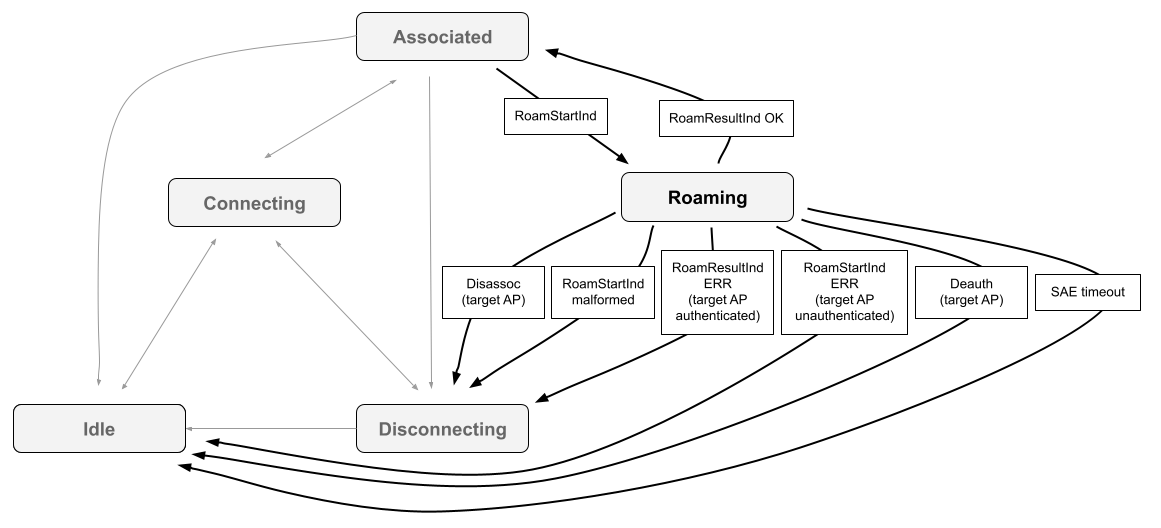 Associated
RoamStartInd
RoamResultInd OK
Connecting
Roaming
Disassoc
(target AP)
RoamStartInd
malformed
RoamResultInd
ERR
(target AP
authenticated)
RoamStartInd
ERR
(target AP
unauthenticated)
Deauth
(target AP)
SAE timeout
Idle
Disconnecting